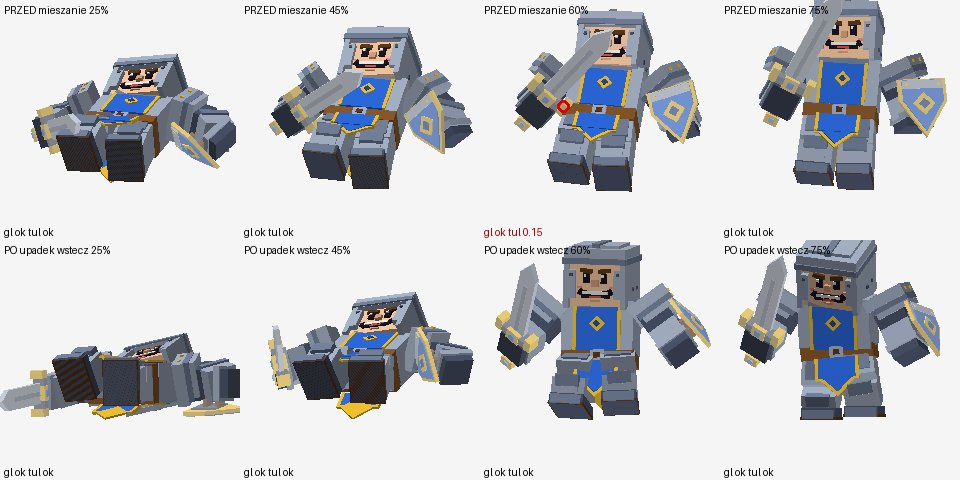 PRZED mieszanie 25%
PRZED mieszanie 45%
PRZED mieszanie 60%
PRZED mieszanie 75%
glok tul ok
glok tul ok
glok tul 0.15
glok tul ok
PO upadek wstecz 25%
PO upadek wstecz 45%
PO upadek wstecz 60%
PO upadek wstecz 75%
glok tul ok
glok tul ok
glok tul ok
glok tul ok